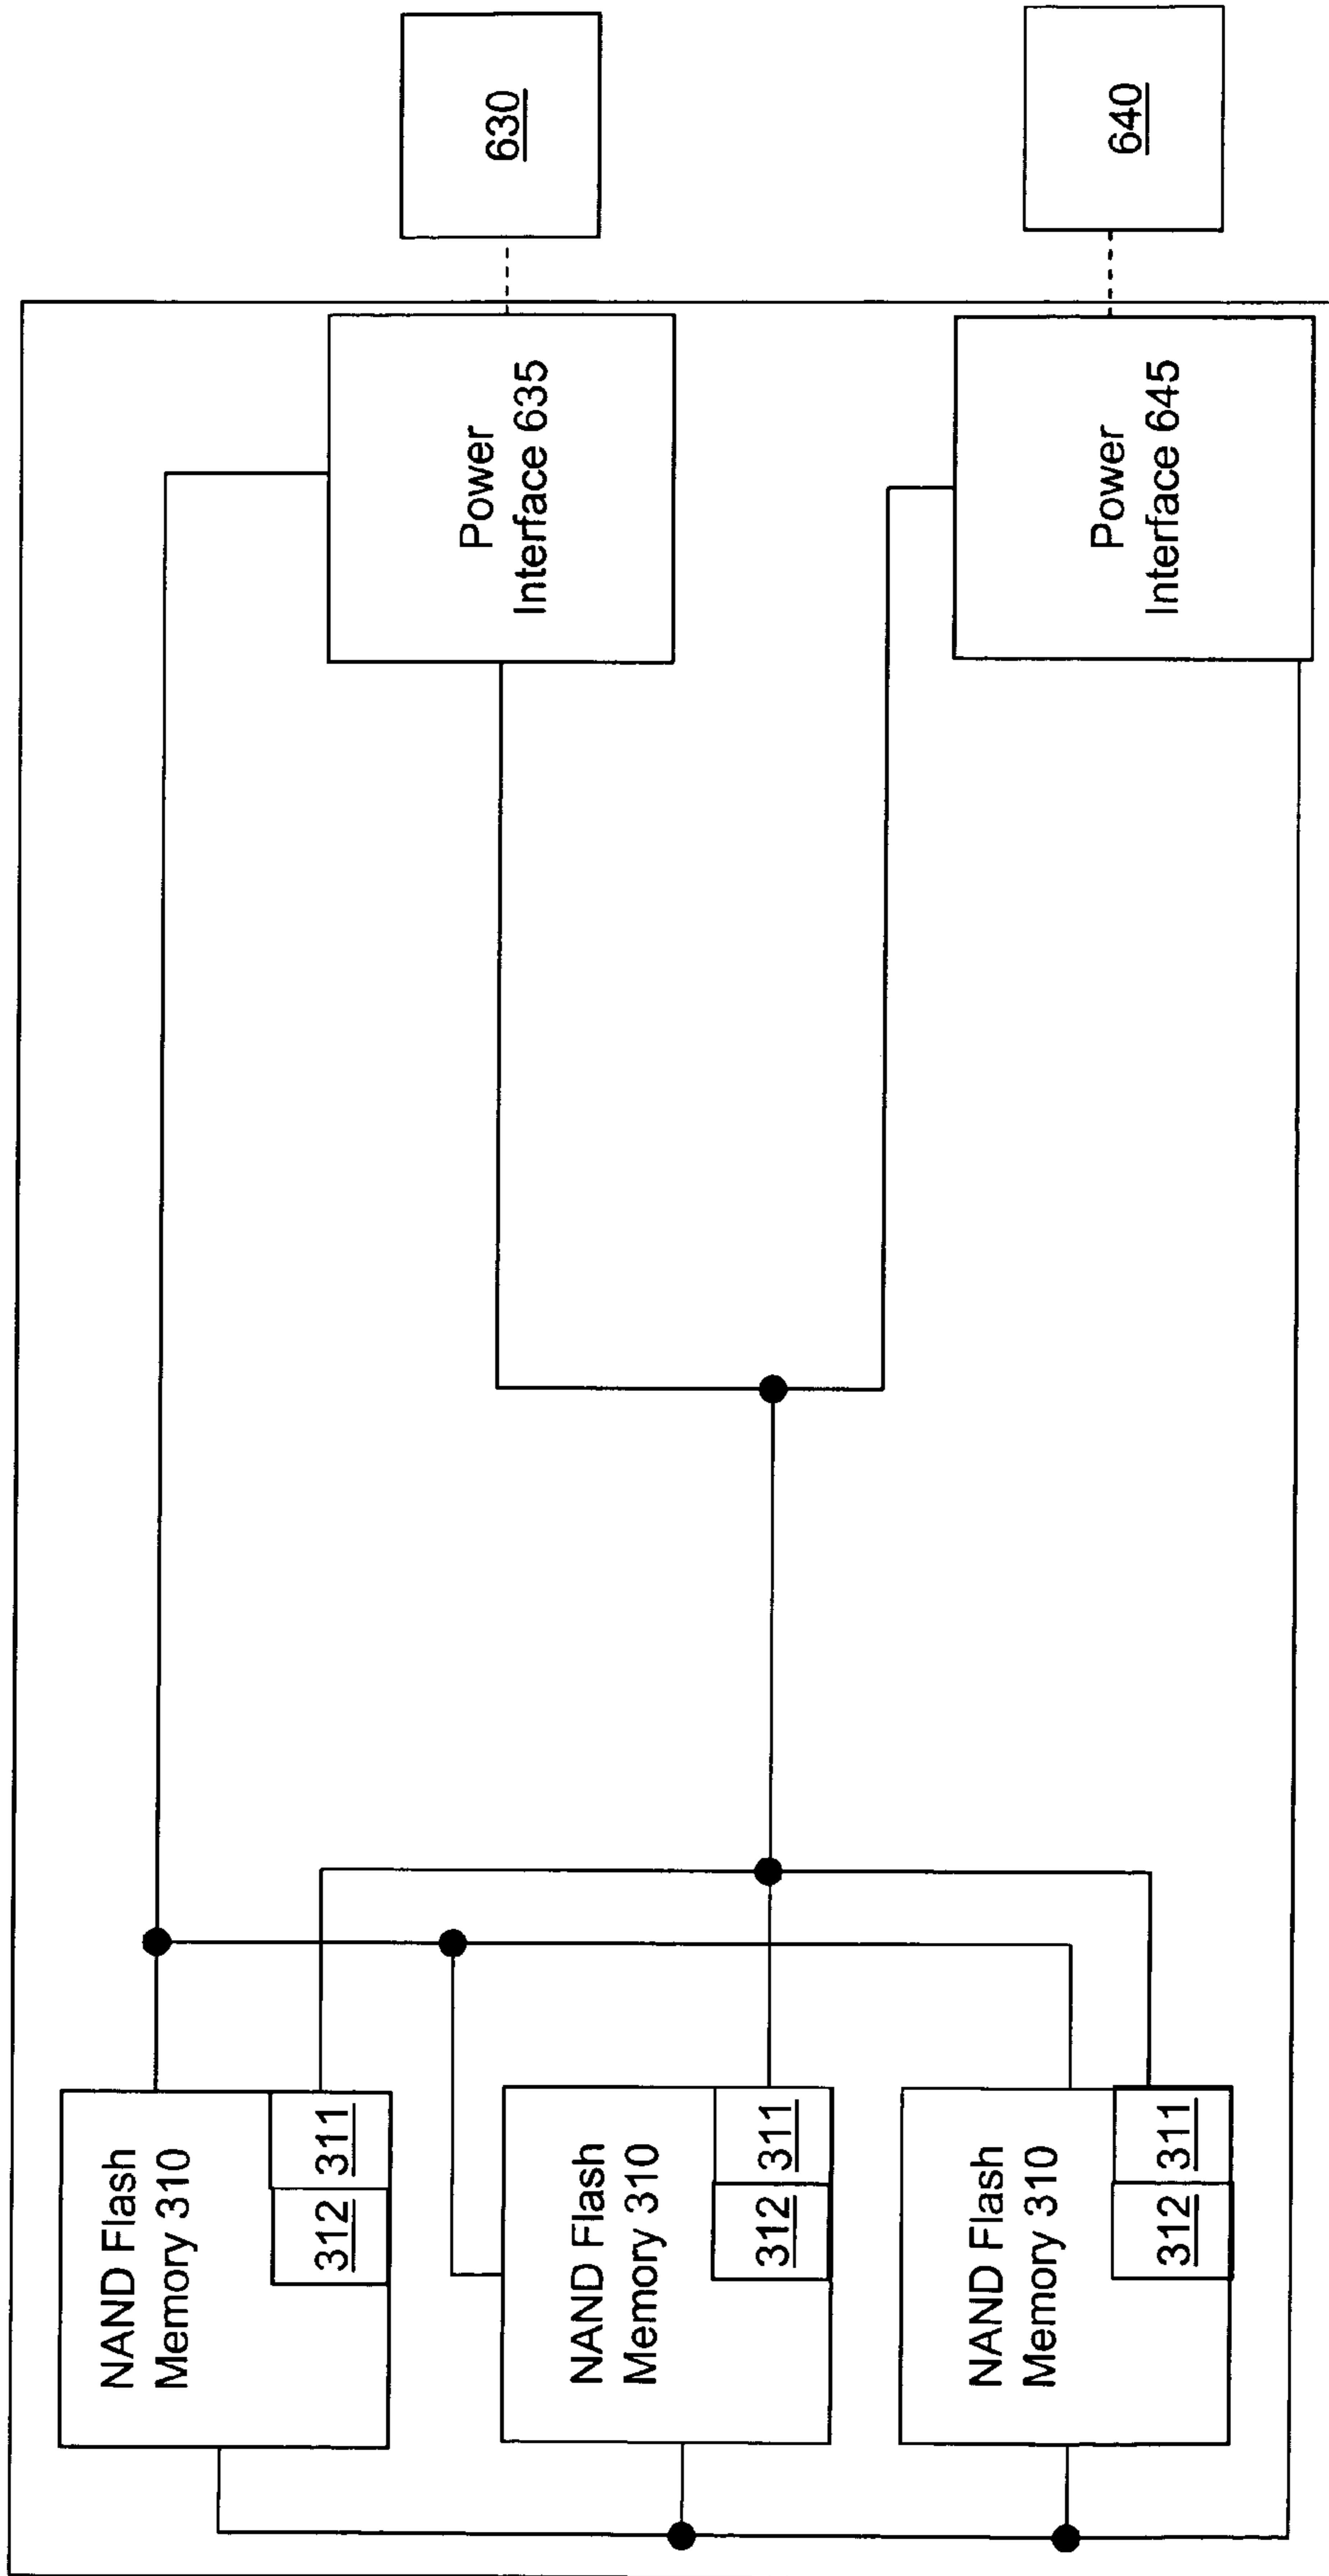 NAND Flash
Memory 310
312 311
NAND Flash
Memory 310
312 311
NAND Flash
Memory 310
312 311
Power
Interface 635
Power
Interface 645
630
640